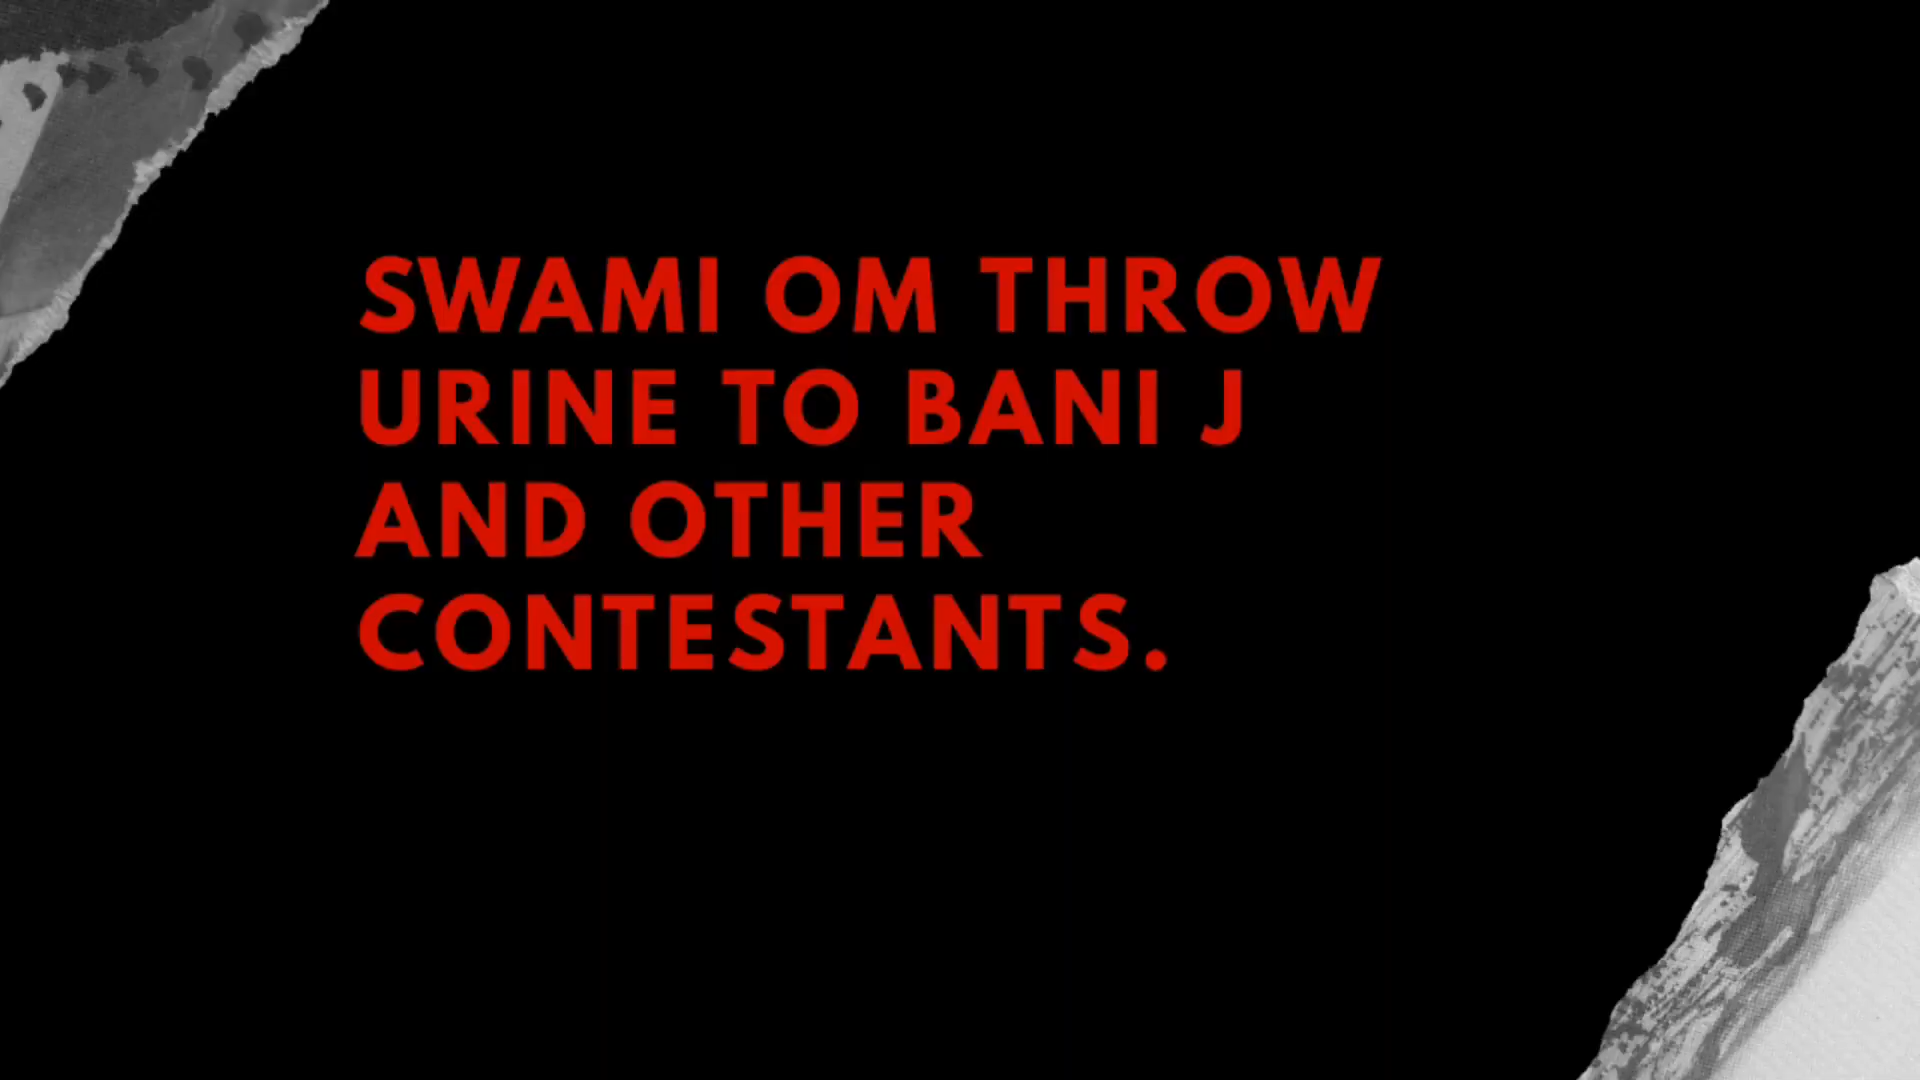 SWAMI OM THROW
URINE TO BANI J
AND OTHER
CONTESTANTS.